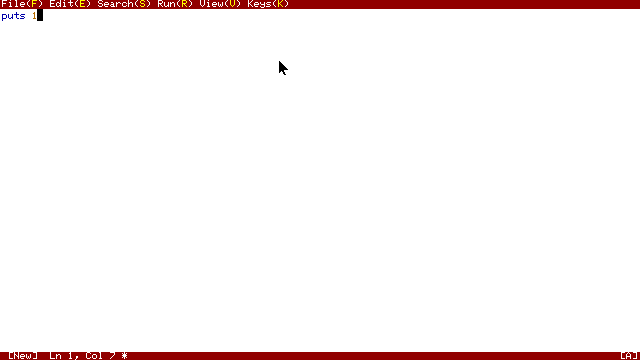 File(F) Edit(E) Search(S) Run(R) View(V) Keys(K)
puts 1
[New] Ln 1, Col 7 * [A]